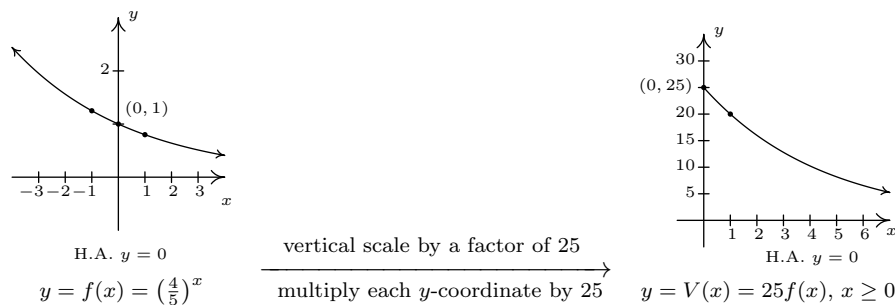 y
2
(0, 1)
−3 −2 −1 1 2 3
x
H.A. y = 0
y = f(x) = (4/5)^x
vertical scale by a factor of 25
multiply each y-coordinate by 25
y
30
(0, 25)
20
15
10
5
1 2 3 4 5 6
x
H.A. y = 0
y = V(x) = 25f(x), x ≥ 0